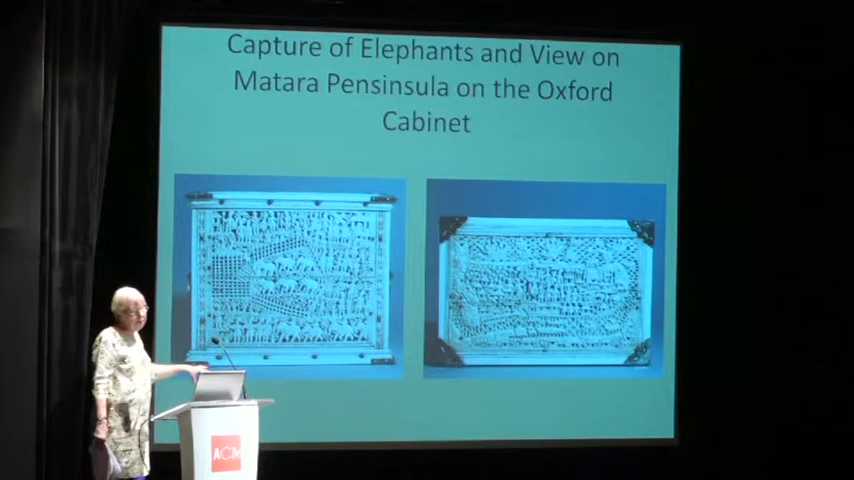 Capture of Elephants and View on
Matara Pensinsula on the Oxford
Cabinet
ACM